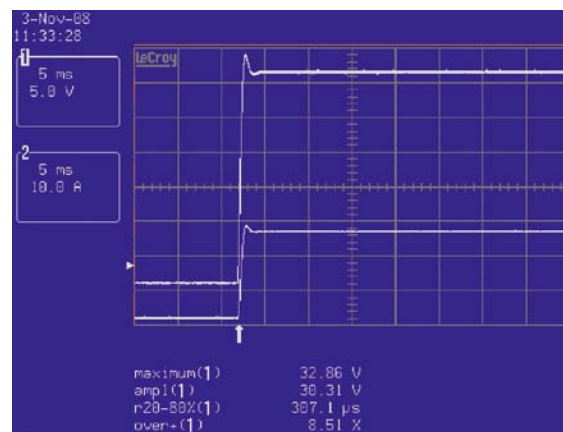 3-Nov-08
11:33:28
LeCroy
1
5 ms
5.0 V
2
5 ms
10.0 A
maximum(1) 32.86 V
ampl(1) 30.31 V
r20-80%(1) 307.1 µs
over+(1) 8.51 %